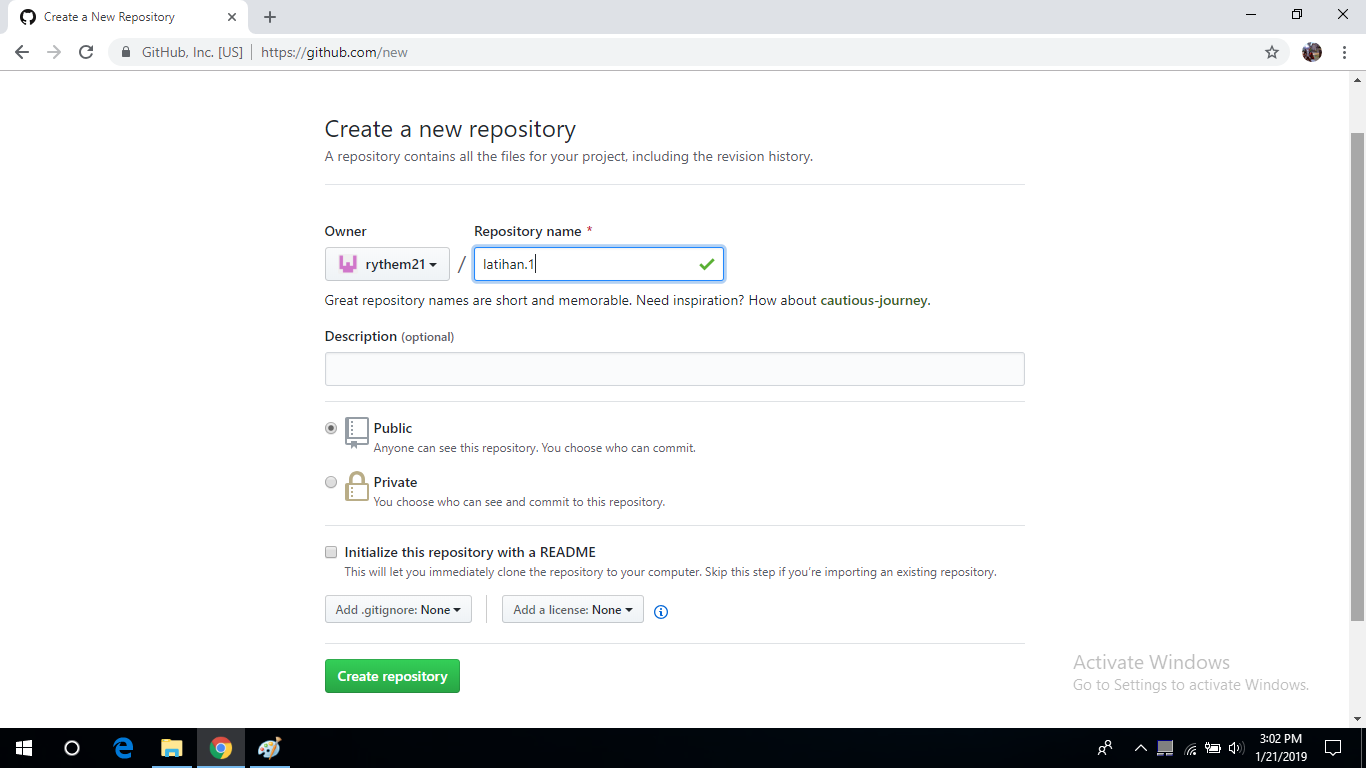 Create a New Repository
GitHub, Inc. [US] https://github.com/new
Create a new repository
A repository contains all the files for your project, including the revision history.
Owner Repository name *
rythem21 / latihan.1
Great repository names are short and memorable. Need inspiration? How about cautious-journey.
Description (optional)
Public
Anyone can see this repository. You choose who can commit.
Private
You choose who can see and commit to this repository.
Initialize this repository with a README
This will let you immediately clone the repository to your computer. Skip this step if you're importing an existing repository.
Add .gitignore: None Add a license: None
Create repository
Activate Windows
Go to Settings to activate Windows.
3:02 PM
1/21/2019